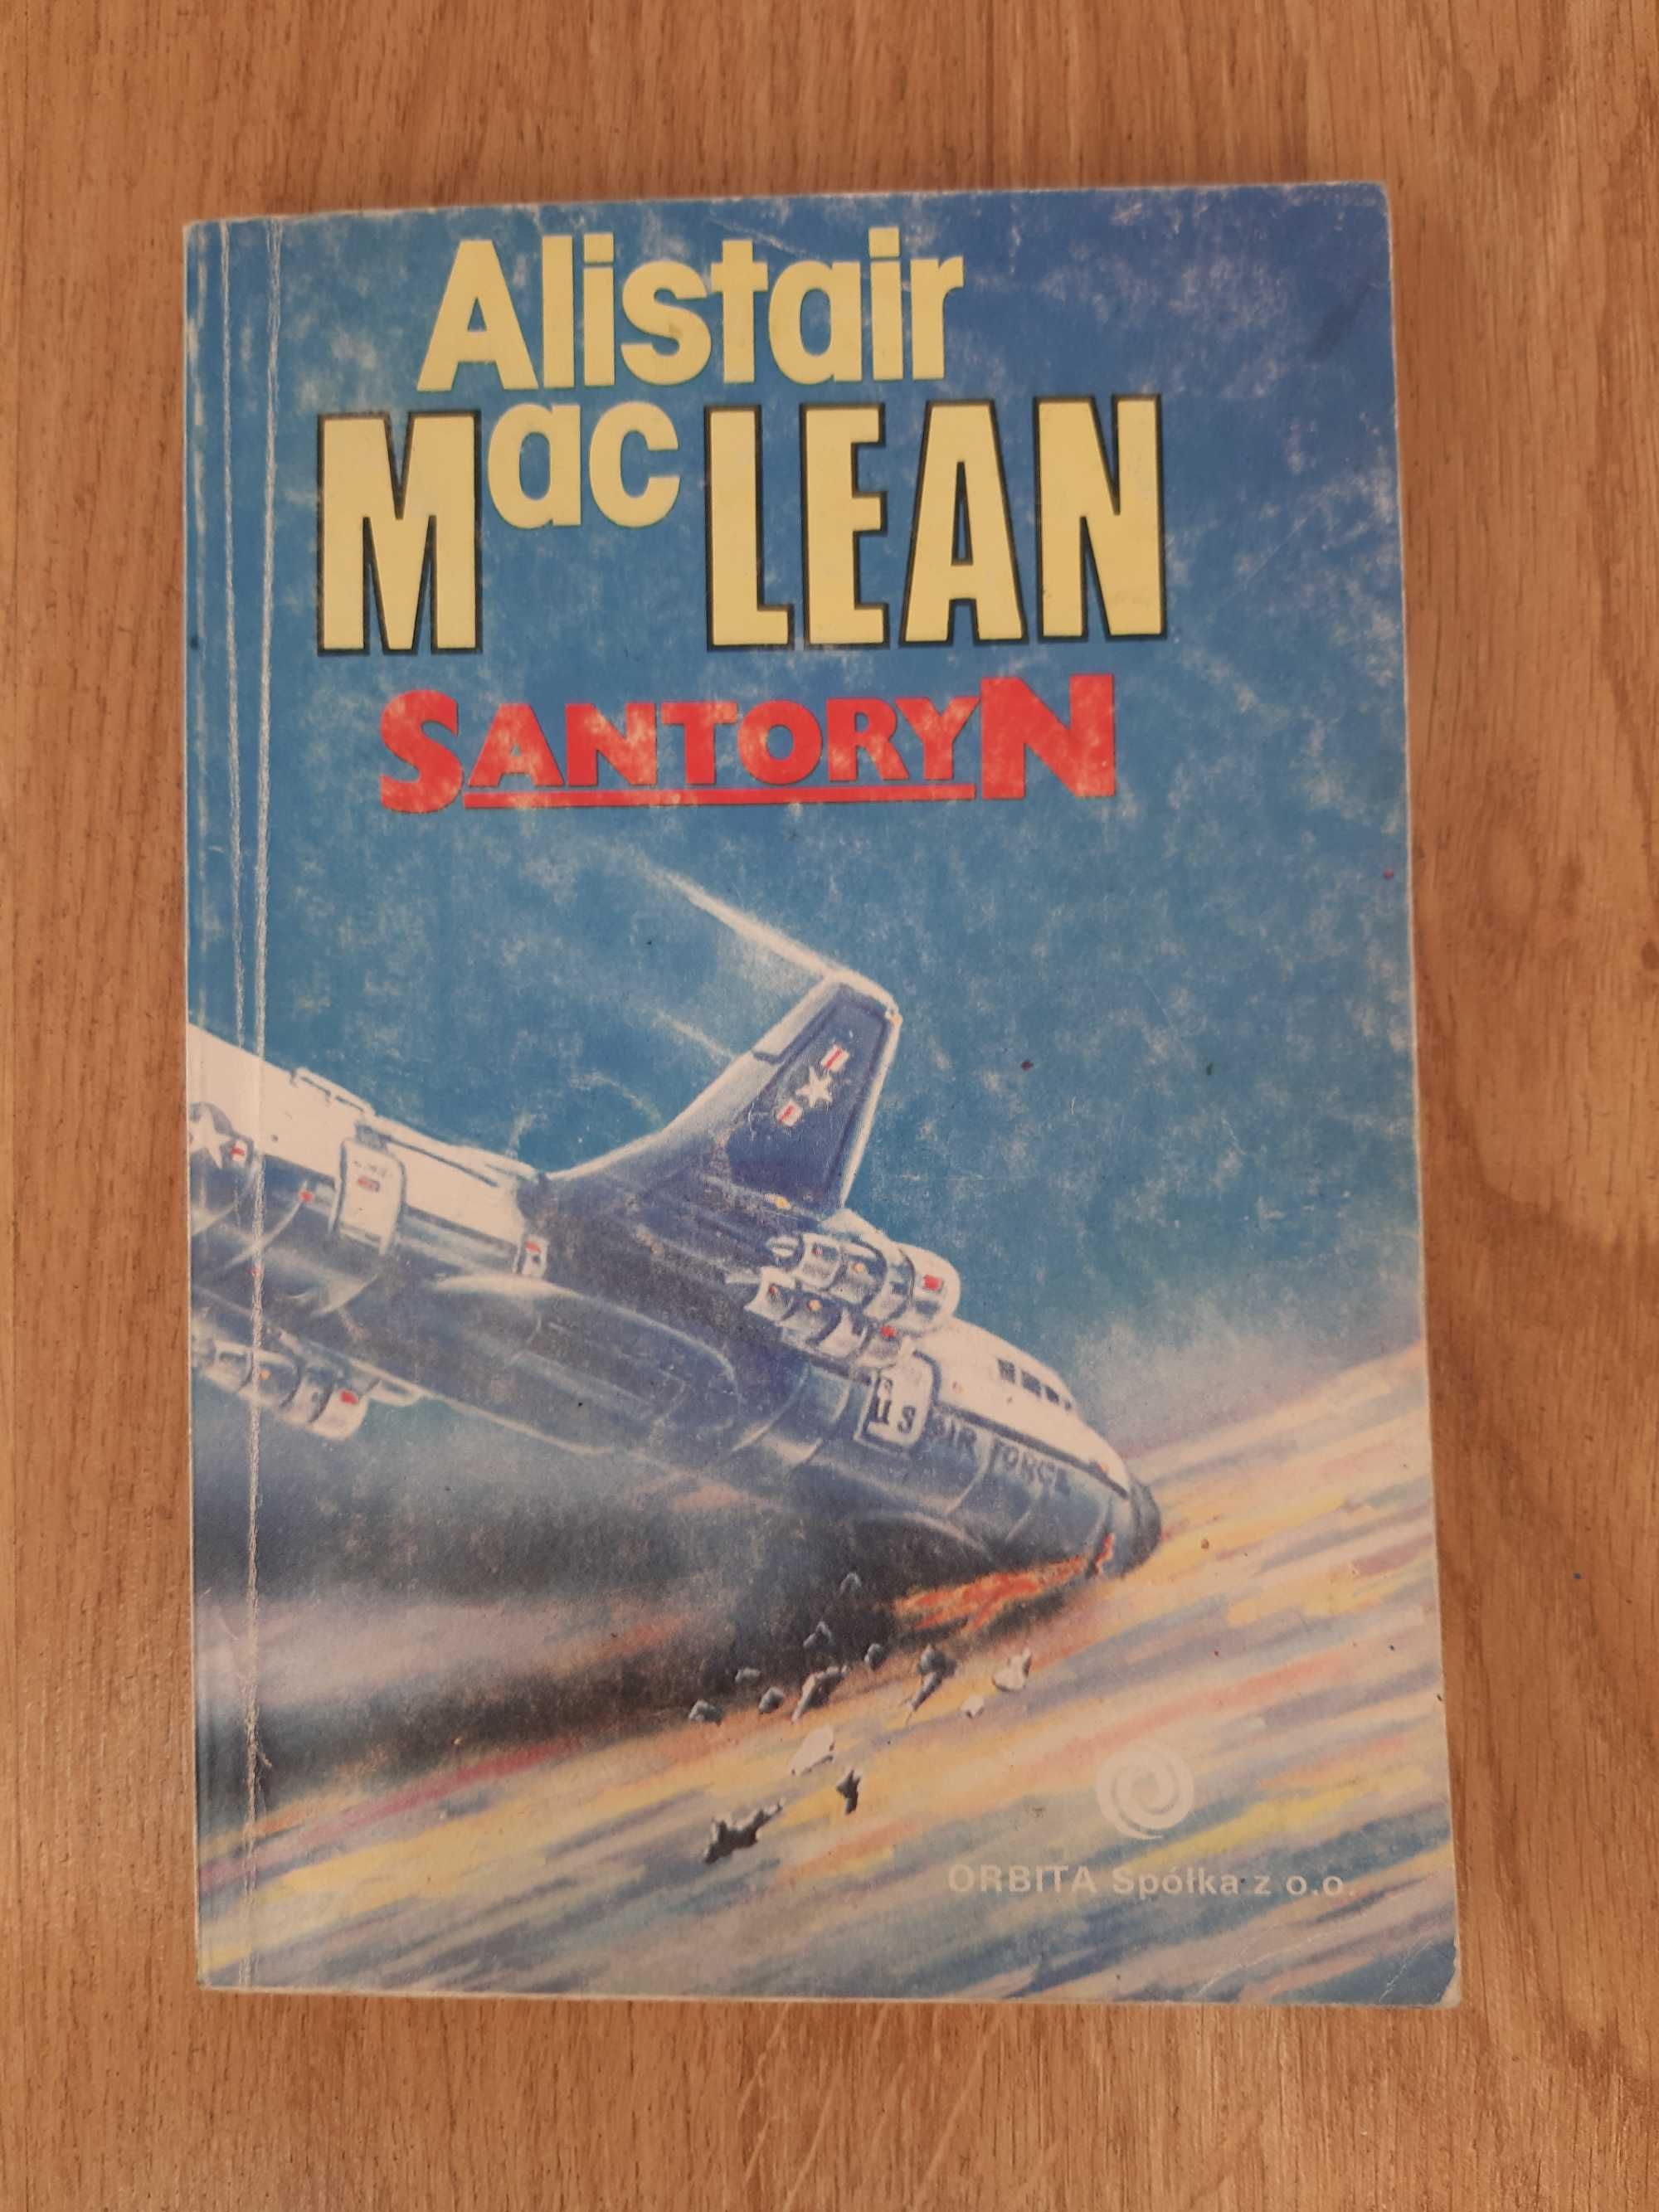 Alistair
MacLEAN
SANTORYN
US AIR FORCE
ORBITA Spółka z o.o.